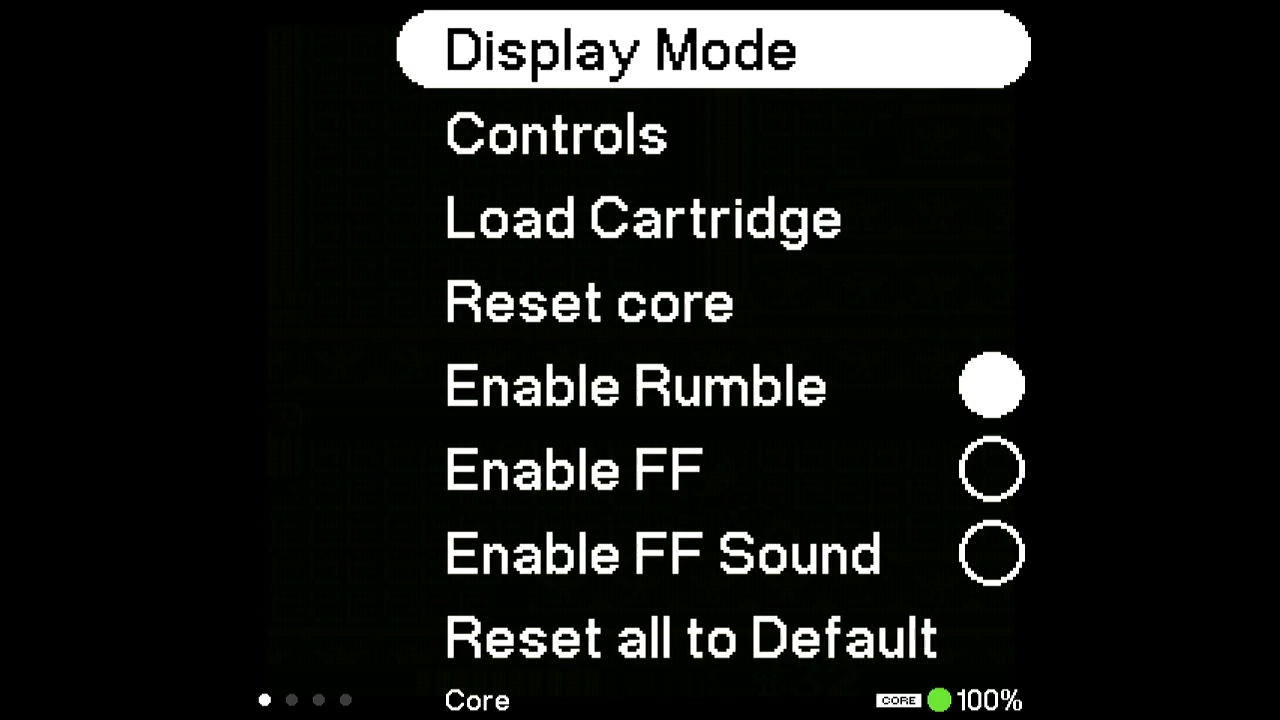 Display Mode
Controls
Load Cartridge
Reset core
Enable Rumble
Enable FF
Enable FF Sound
Reset all to Default
Core CORE 100%